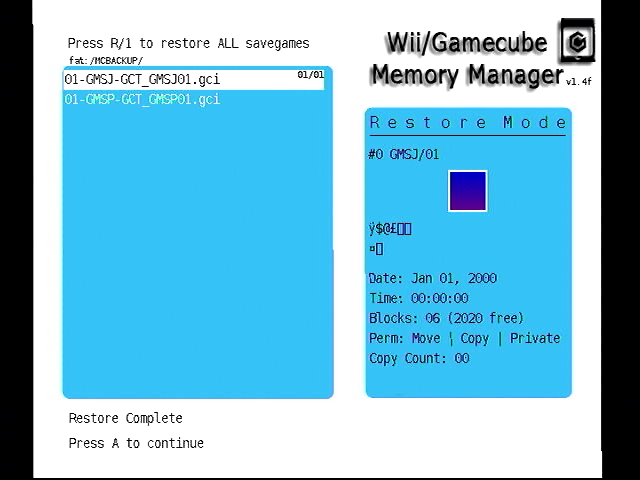 Press R/1 to restore ALL savegames
fat:/MCBACKUP/
01-GMSJ-GCT_GMSJ01.gci 01/01
01-GMSP-GCT_GMSP01.gci
Wii/Gamecube
Memory Manager v1.4f
Restore Mode
#0 GMSJ/01
Date: Jan 01, 2000
Time: 00:00:00
Blocks: 06 (2020 free)
Perm: Move | Copy | Private
Copy Count: 00
Restore Complete
Press A to continue